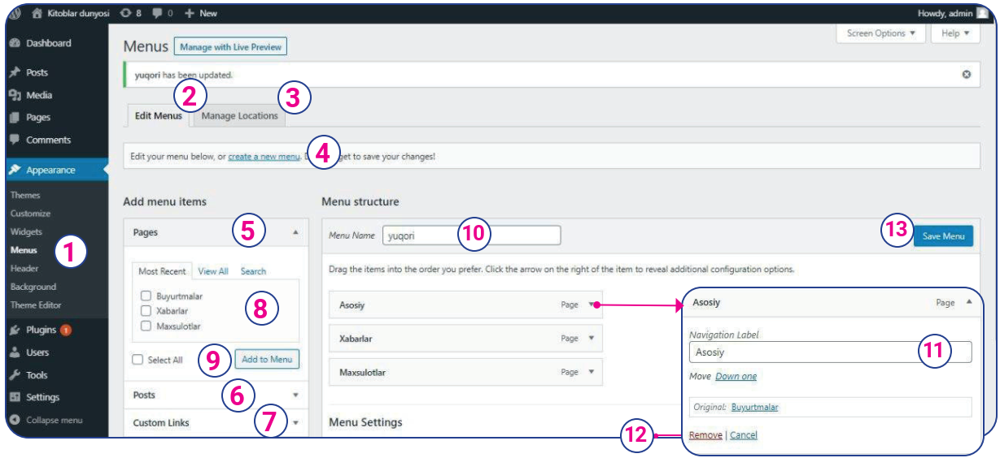 Kitoblar dunyosi 8 0 + New Howdy, admin
Screen Options ▼ Help ▼
Dashboard
Posts
Media
Pages
Comments
Appearance
Themes
Customize
Widgets
Menus
Header
Background
Theme Editor
Plugins 1
Users
Tools
Settings
Collapse menu
1
Menus Manage with Live Preview
yuqori has been updated.
2
3
Edit Menus Manage Locations
4
Edit your menu below, or create a new menu. get to save your changes!
Add menu items
Pages 5
Most Recent View All Search
Buyurtmalar
Xabarlar
Maxsulotlar
8
Select All 9 Add to Menu
Posts 6
Custom Links 7
Menu structure
Menu Name yuqori 10
13 Save Menu
Drag the items into the order you prefer. Click the arrow on the right of the item to reveal additional configuration options.
Asosiy Page
Xabarlar Page
Maxsulotlar Page
Menu Settings
Asosiy Page
Navigation Label
Asosiy 11
Move Down one
Original: Buyurtmalar
12 Remove | Cancel